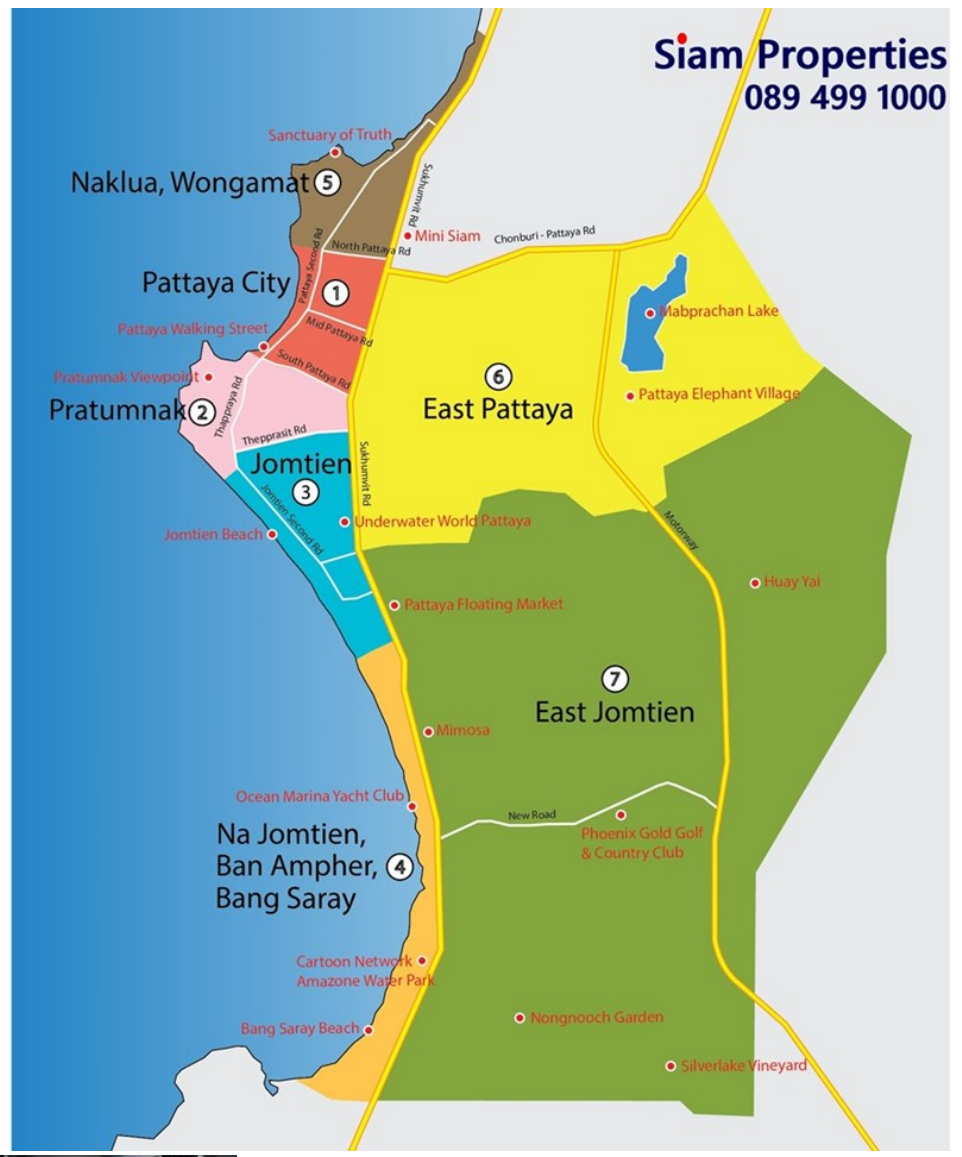 Siam Properties
089 499 1000
Sanctuary of Truth
Naklua, Wongamat 5
Sukhumvit Rd
Mini Siam
Chonburi - Pattaya Rd
North Pattaya Rd
Pattaya Second Rd
Pattaya City
1
Mabprachan Lake
Mid Pattaya Rd
Pattaya Walking Street
South Pattaya Rd
Pratumnak Viewpoint
6
Pattaya Elephant Village
Pratumnak 2
Thappraya Rd
East Pattaya
Thepprasit Rd
Jomtien
3
Sukhumvit Rd
Jomtien Second Rd
Underwater World Pattaya
Jomtien Beach
Motorway
Huay Yai
Pattaya Floating Market
7
East Jomtien
Mimosa
Ocean Marina Yacht Club
New Road
Phoenix Gold Golf
& Country Club
Na Jomtien,
Ban Ampher,
Bang Saray
4
Cartoon Network
Amazone Water Park
Nongnooch Garden
Bang Saray Beach
Silverlake Vineyard